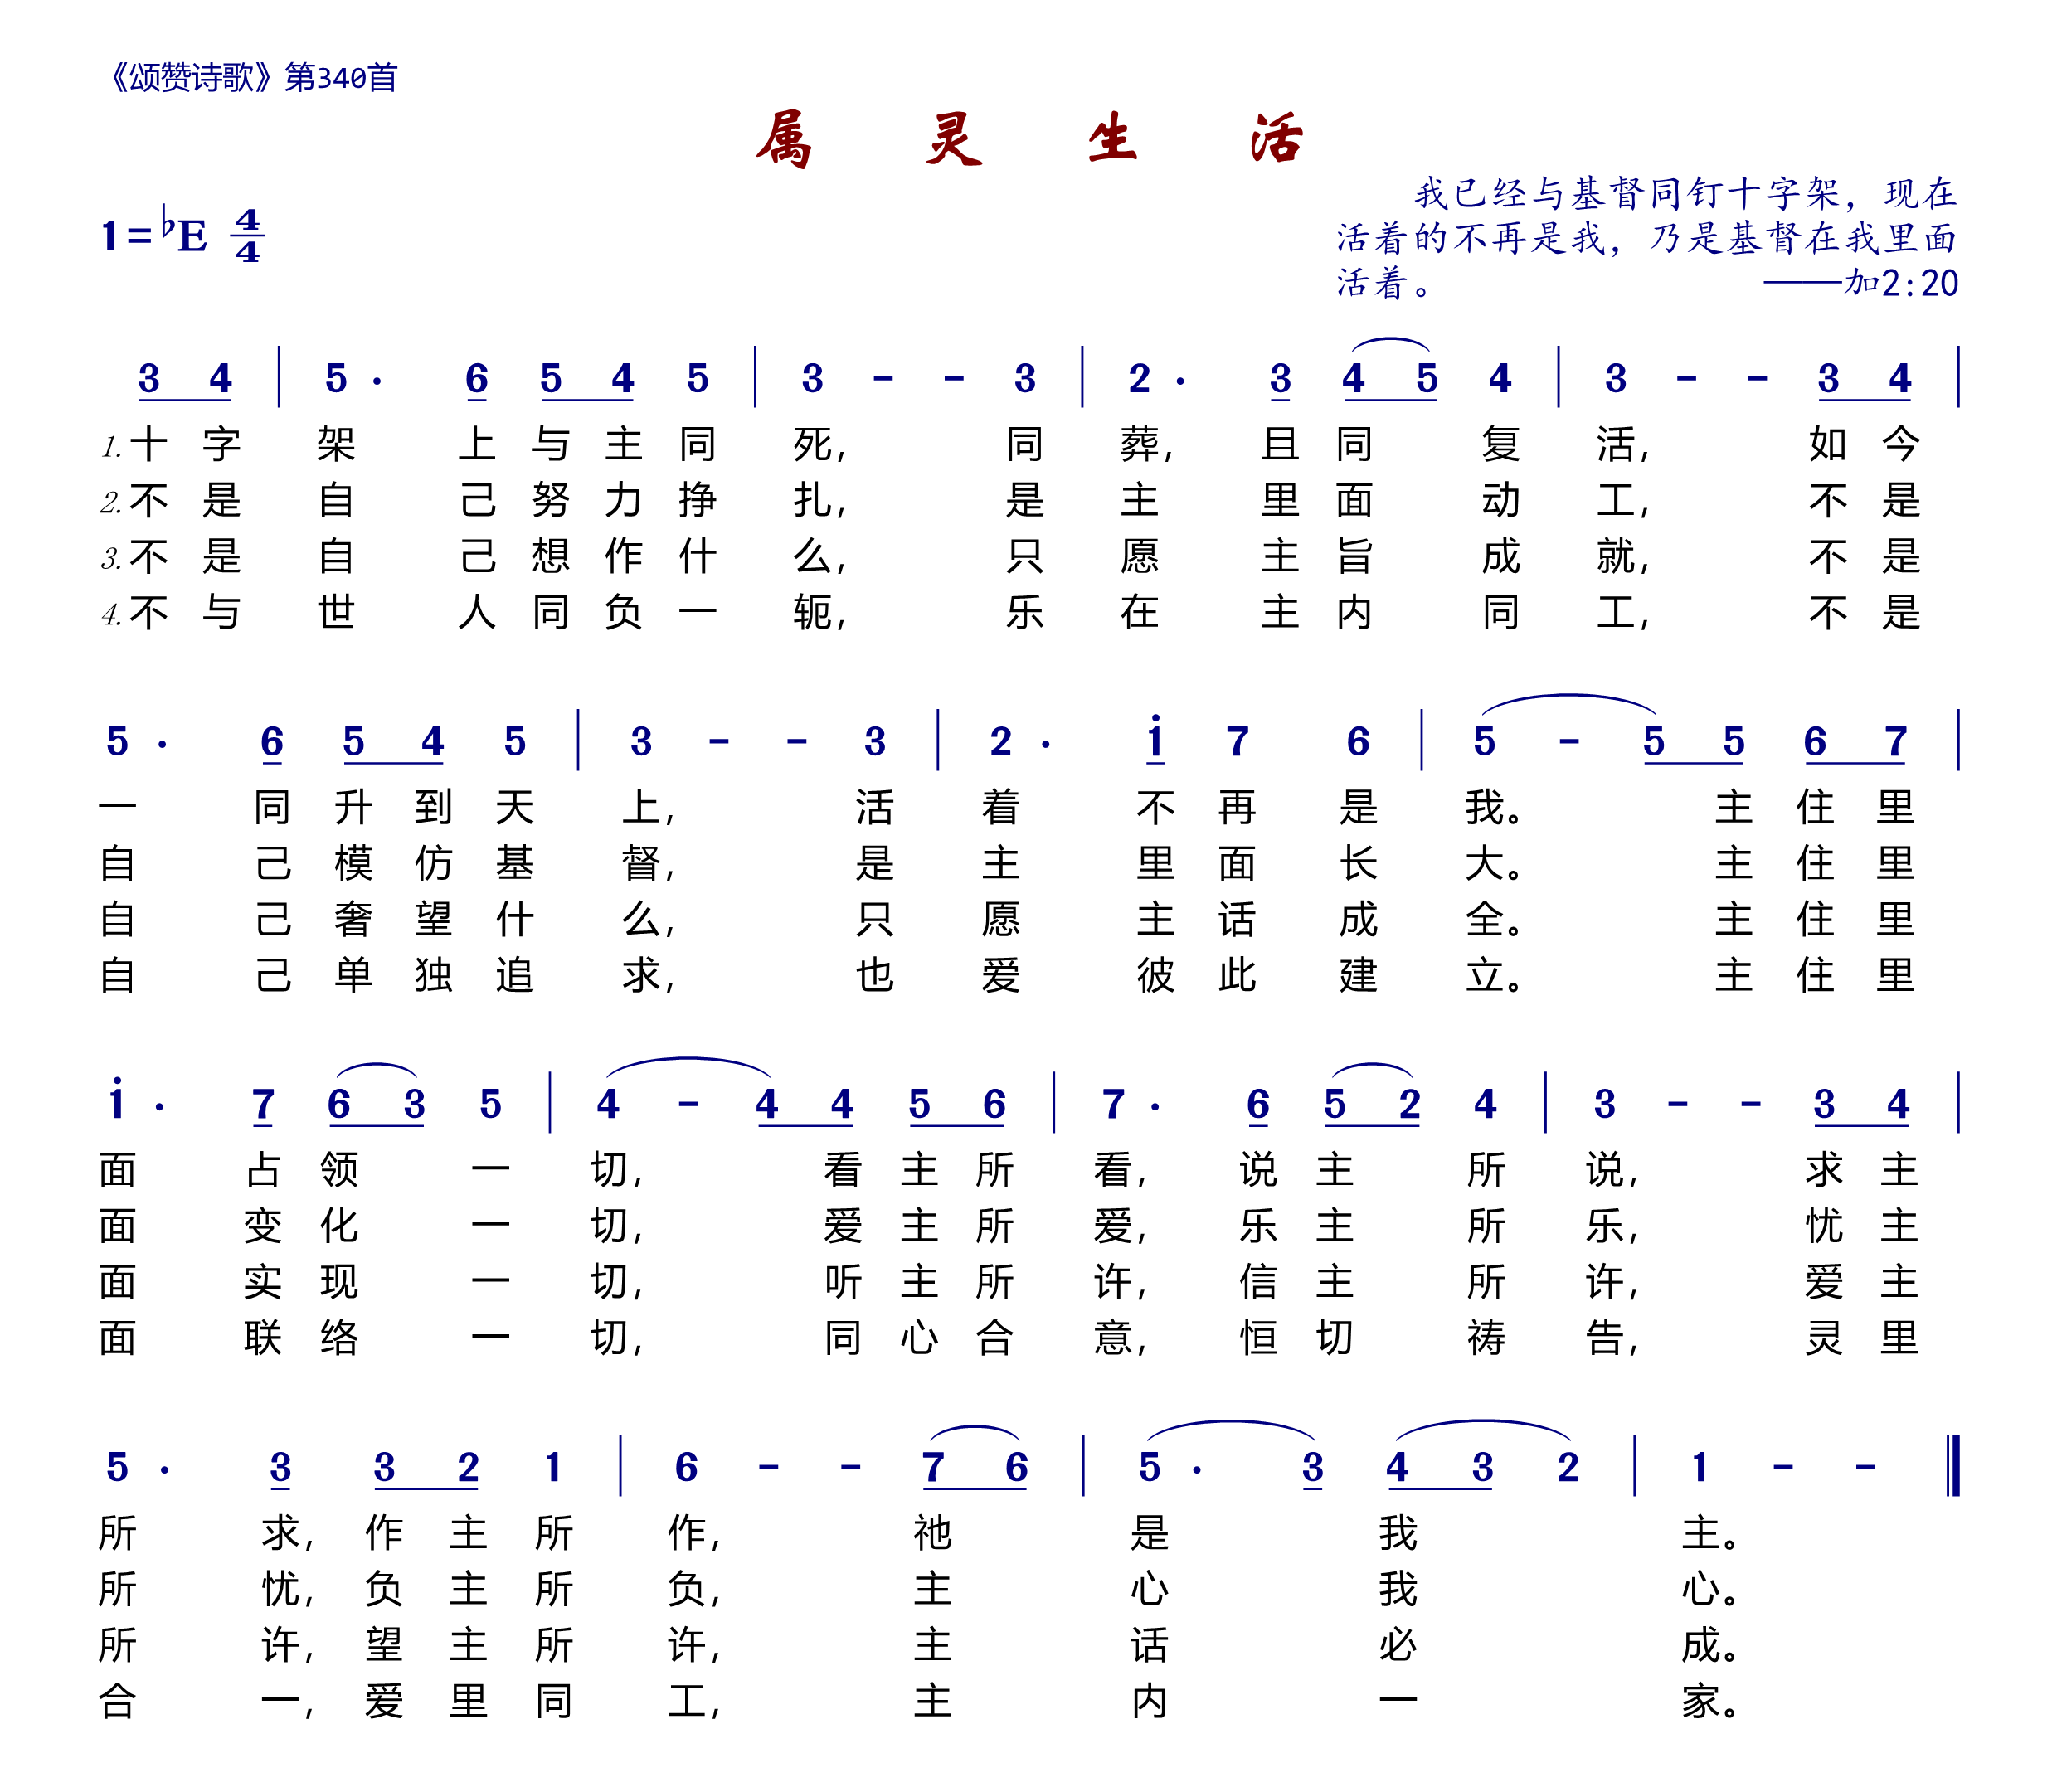 《颂赞诗歌》第340首
属灵生活
我已经与基督同钉十字架，现在
1=♭E 4/4
活着的不再是我，乃是基督在我里面
活着。 ——加2:20
3 4 | 5 · 6 5 4 5 | 3 - - 3 | 2 · 3 4 5 4 | 3 - - 3 4 |
1.十字架上与主同死，同葬，且同复活，如今
2.不是自己努力挣扎，是主里面动工，不是
3.不是自己想作什么，只愿主旨成就，不是
4.不与世人同负一轭，乐在主内同工，不是
5 · 6 5 4 5 | 3 - - 3 | 2 · i 7 6 | 5 - 5 5 6 7 |
一同升到天上，活着不再是我。主住里
自己模仿基督，是主里面长大。主住里
自己奢望什么，只愿主话成全。主住里
自己单独追求，也爱彼此建立。主住里
i · 7 6 3 5 | 4 - 4 4 5 6 | 7 · 6 5 2 4 | 3 - - 3 4 |
面占领一切，看主所看，说主所说，求主
面变化一切，爱主所爱，乐主所乐，忧主
面实现一切，听主所许，信主所许，爱主
面联络一切，同心合意，恒切祷告，灵里
5 · 3 3 2 1 | 6 - - 7 6 | 5 · 3 4 3 2 | 1 - - ‖
所求，作主所作，祂是我主。
所忧，负主所负，主心我心。
所许，望主所许，主话必成。
合一，爱里同工，主内一家。